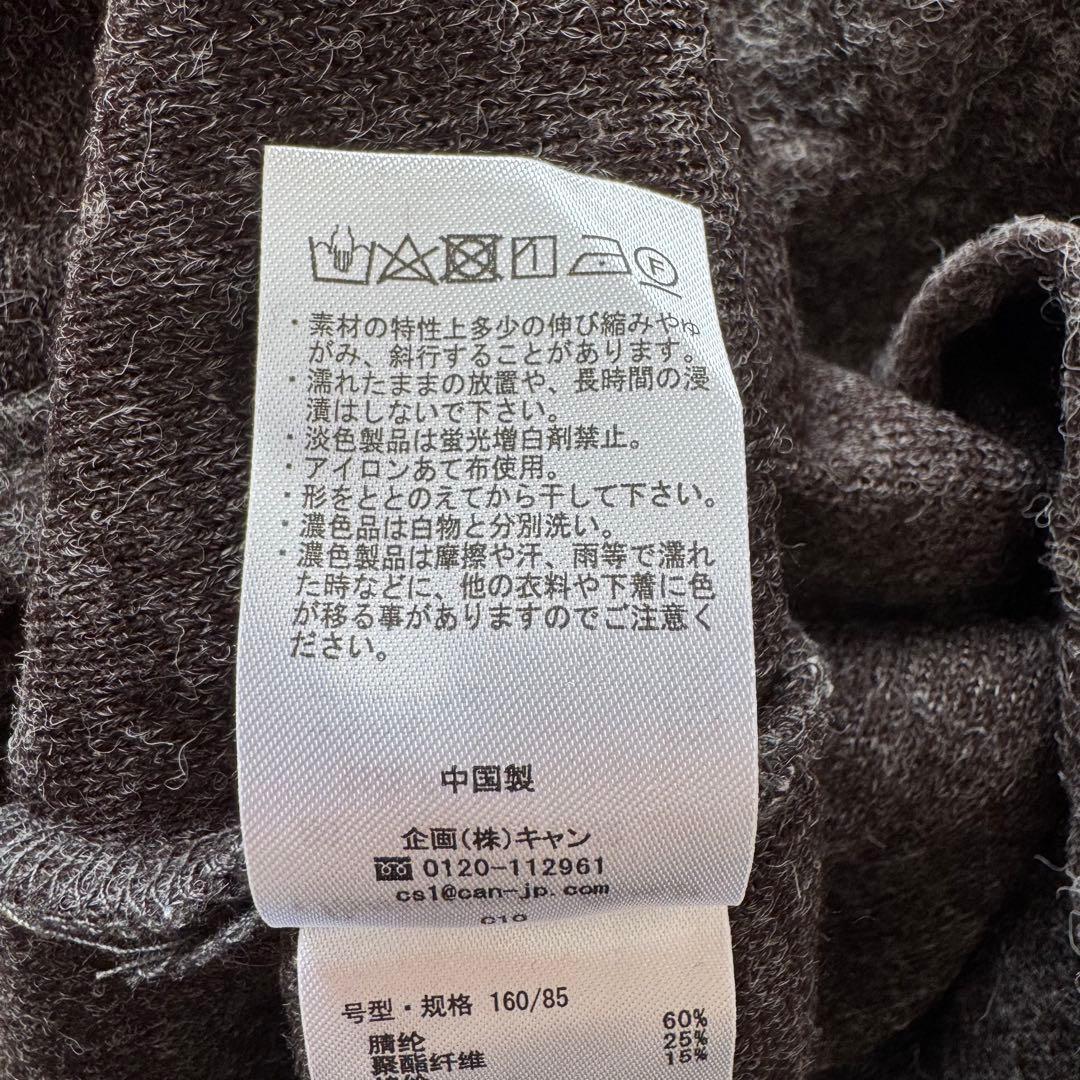 F
・素材の特性上多少の伸び縮みやゆ
がみ、斜行することがあります。
・濡れたままの放置や、長時間の浸
漬はしないで下さい。
・淡色製品は蛍光増白剤禁止。
・アイロンあて布使用。
・形をととのえてから干して下さい。
・濃色品は白物と分別洗い。
・濃色製品は摩擦や汗、雨等で濡れ
た時などに、他の衣料や下着に色
が移る事がありますのでご注意く
ださい。
中国製
企画(株)キャン
0120-112961
cs1@can-jp.com
号型・规格 160/85
腈纶 60%
聚酯纤维 25%
15%